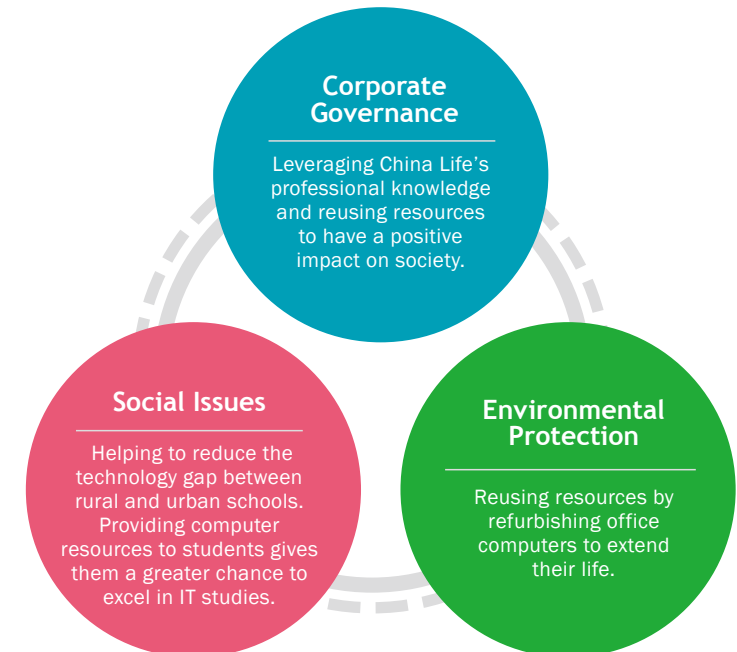 Corporate
Governance
Leveraging China Life's
professional knowledge
and reusing resources
to have a positive
impact on society.
Social Issues
Helping to reduce the
technology gap between
rural and urban schools.
Providing computer
resources to students gives
them a greater chance to
excel in IT studies.
Environmental
Protection
Reusing resources by
refurbishing office
computers to extend
their life.